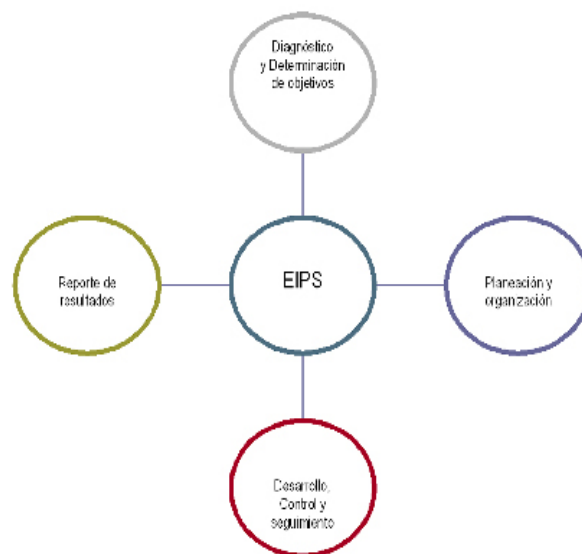 Diagnóstico
y Determinación
de objetivos
Reporte de
resultados
EIPS
Planeación y
organización
Desarrollo,
Control y
seguimiento